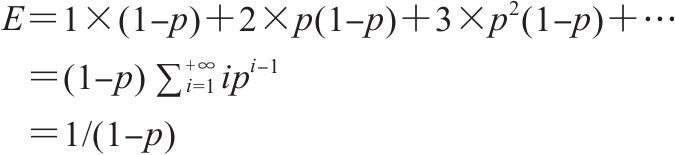 E=1×(1−p)+2×p(1−p)+3×p²(1−p)+⋯
=(1−p) ∑_{i=1}^{+∞} ip^{i−1}
=1/(1−p)